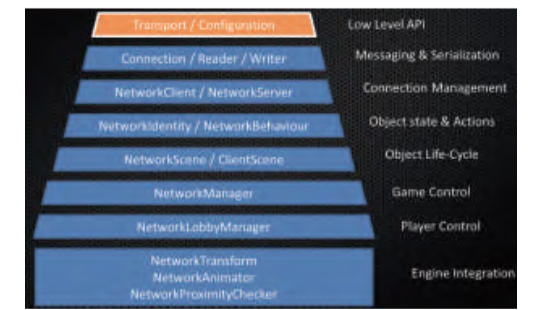 Transport / Configuration Low Level API
Connection / Reader / Writer Messaging & Serialization
NetworkClient / NetworkServer Connection Management
NetworkIdentity / NetworkBehaviour Object state & Actions
NetworkScene / ClientScene Object Life-Cycle
NetworkManager Game Control
NetworkLobbyManager Player Control
NetworkTransform
NetworkAnimator Engine Integration
NetworkProximityChecker